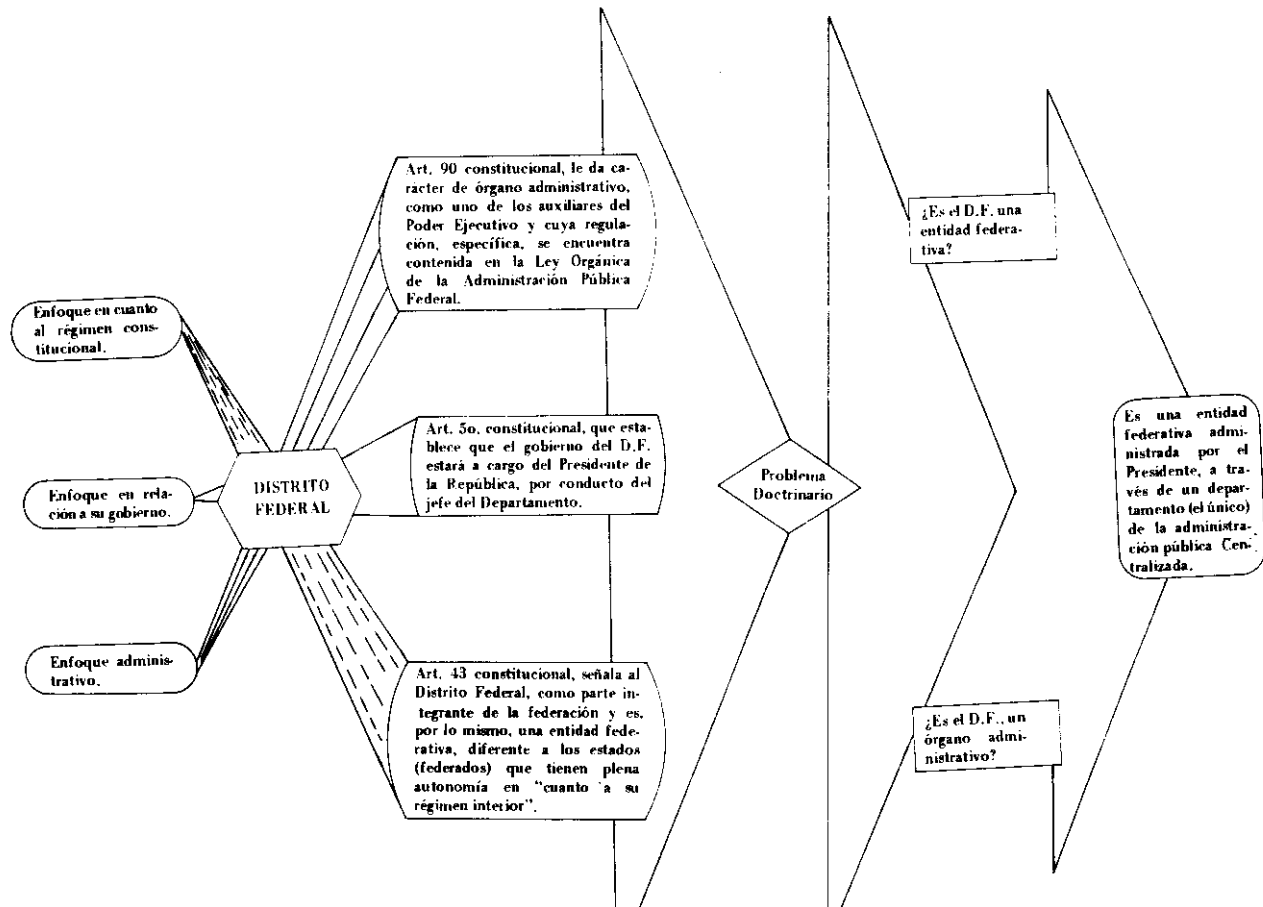 Enfoque en cuanto
al régimen cons-
titucional.
Enfoque en rela-
ción a su gobierno.
Enfoque adminis-
trativo.
DISTRITO
FEDERAL
Art. 90 constitucional, le da ca-
rácter de órgano administrativo,
como uno de los auxiliares del
Poder Ejecutivo y cuya regula-
ción, específica, se encuentra
contenida en la Ley Orgánica
de la Administración Pública
Federal.
Art. 5o, constitucional, que esta-
blece que el gobierno del D.F.
estará a cargo del Presidente de
la República, por conducto del
jefe del Departamento.
Art. 43 constitucional, señala al
Distrito Federal, como parte in-
tegrante de la federación y es,
por lo mismo, una entidad fede-
rativa, diferente a los estados
(federados) que tienen plena
autonomía en "cuanto a su
régimen interior".
Problema
Doctrinario
¿Es el D.F. una
entidad federa-
tiva?
¿Es el D.F., un
órgano admi-
nistrativo?
Es una entidad
federativa admi-
nistrada por el
Presidente, a tra-
vés de un depar-
tamento (el único)
de la administra-
ción pública Cen-
tralizada.